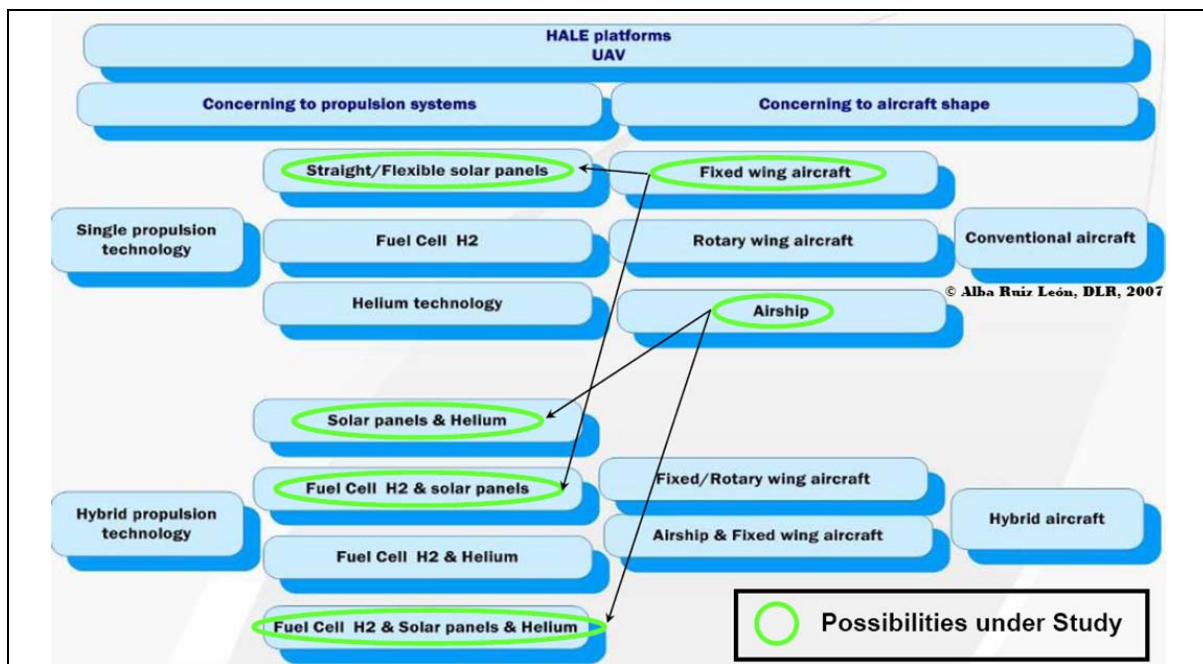 HALE platforms
UAV
Concerning to propulsion systems
Concerning to aircraft shape
Straight/Flexible solar panels
Fixed wing aircraft
Single propulsion
technology
Fuel Cell H2
Rotary wing aircraft
Conventional aircraft
© Alba Ruiz León, DLR, 2007
Helium technology
Airship
Solar panels & Helium
Fuel Cell H2 & solar panels
Fixed/Rotary wing aircraft
Hybrid propulsion
technology
Hybrid aircraft
Airship & Fixed wing aircraft
Fuel Cell H2 & Helium
Fuel Cell H2 & Solar panels & Helium
Possibilities under Study